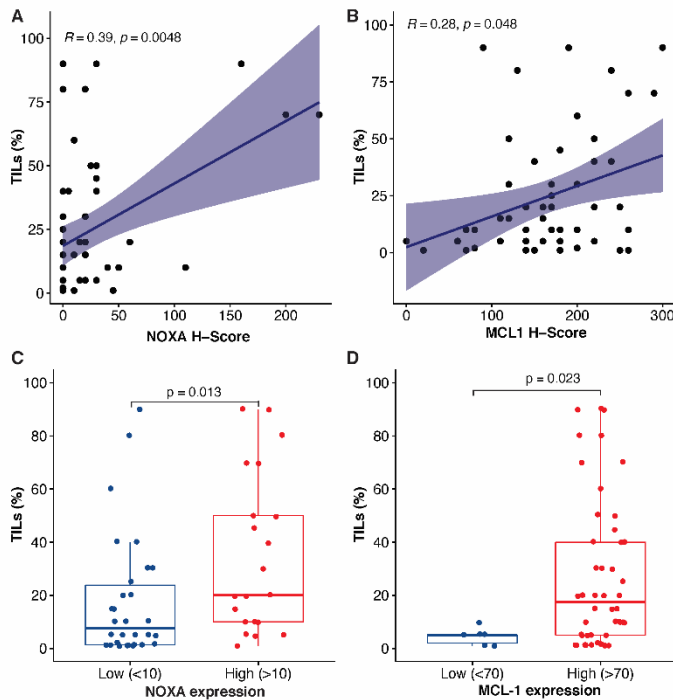 A
R = 0.39, p = 0.0048
TILs (%)
100
75
50
25
0
0
50
100
150
200
NOXA H–Score
B
R = 0.28, p = 0.048
TILs (%)
100
75
50
25
0
0
100
200
300
MCL1 H–Score
C
p = 0.013
TILs (%)
100
80
60
40
20
0
Low (<10)
High (>10)
NOXA expression
D
p = 0.023
TILs (%)
100
80
60
40
20
0
Low (<70)
High (>70)
MCL-1 expression